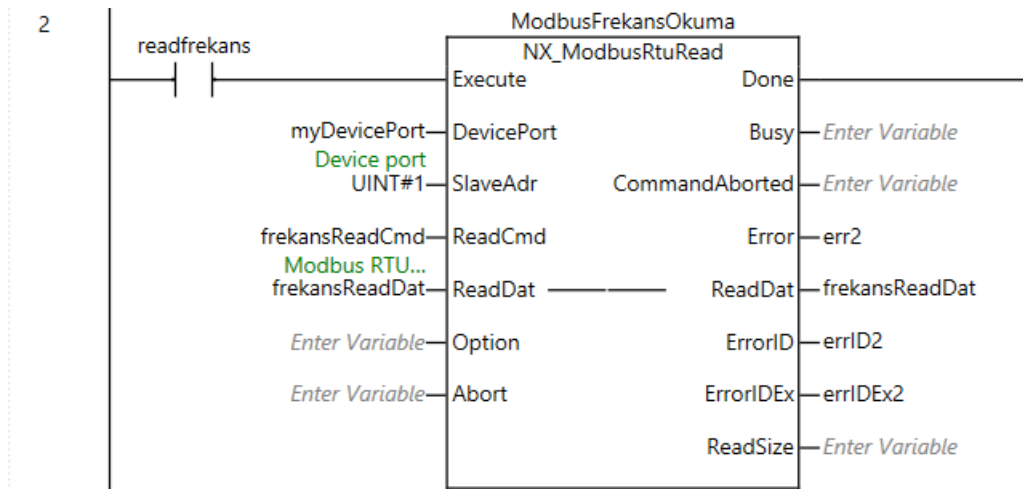 2
ModbusFrekansOkuma
readfrekans
NX_ModbusRtuRead
Execute Done
myDevicePort DevicePort Busy Enter Variable
Device port
UINT#1 SlaveAdr CommandAborted Enter Variable
frekansReadCmd ReadCmd Error err2
Modbus RTU...
frekansReadDat ReadDat ReadDat frekansReadDat
Enter Variable Option ErrorID errID2
Enter Variable Abort ErrorIDEx errIDEx2
ReadSize Enter Variable